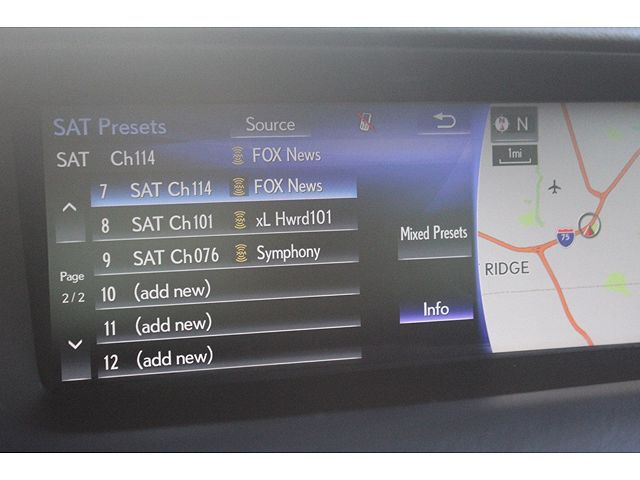 SAT Presets Source
N
SAT Ch114 FOX News
1mi
7 SAT Ch114 FOX News
8 SAT Ch101 xL Hwrd101
Mixed Presets
75
9 SAT Ch076 Symphony
RIDGE
Page
2/2
10 (add new)
Info
11 (add new)
12 (add new)